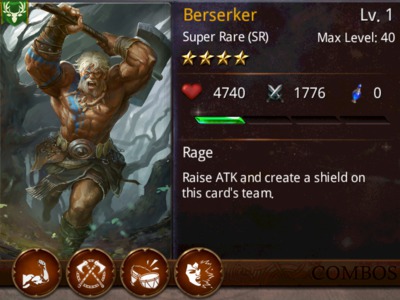 Berserker
Lv. 1
Super Rare (SR)
Max Level: 40
4740
1776
0
Rage
Raise ATK and create a shield on
this card's team.
COMBOS